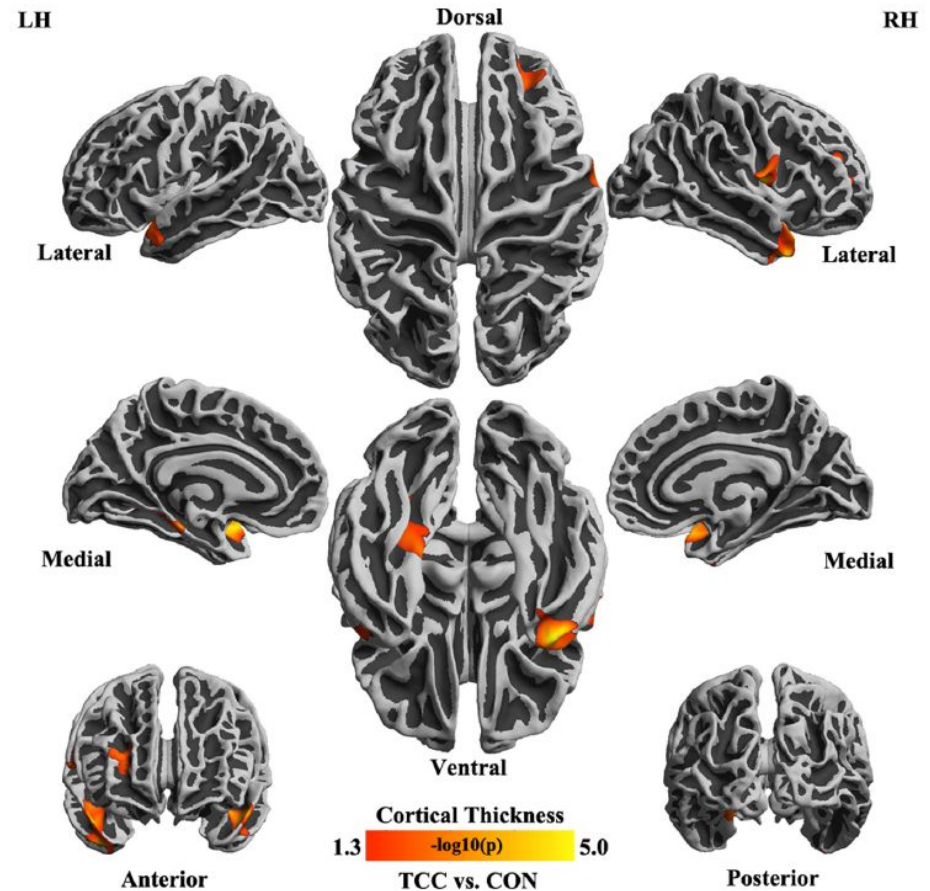 LH
Dorsal
RH
Lateral
Lateral
Medial
Medial
Ventral
Cortical Thickness
1.3
-log10(p)
5.0
Anterior
TCC vs. CON
Posterior